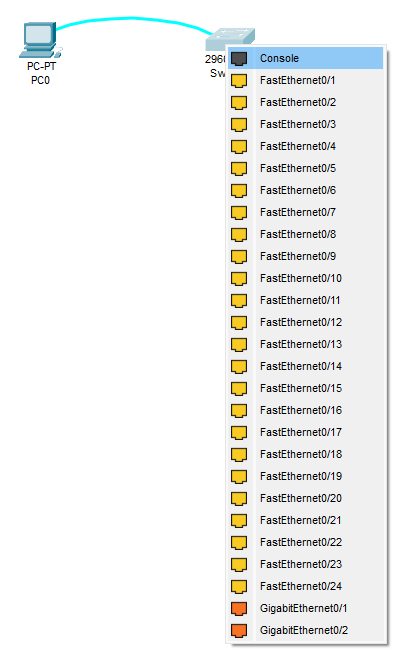 PC-PT
PC0
296
Sw
Console
FastEthernet0/1
FastEthernet0/2
FastEthernet0/3
FastEthernet0/4
FastEthernet0/5
FastEthernet0/6
FastEthernet0/7
FastEthernet0/8
FastEthernet0/9
FastEthernet0/10
FastEthernet0/11
FastEthernet0/12
FastEthernet0/13
FastEthernet0/14
FastEthernet0/15
FastEthernet0/16
FastEthernet0/17
FastEthernet0/18
FastEthernet0/19
FastEthernet0/20
FastEthernet0/21
FastEthernet0/22
FastEthernet0/23
FastEthernet0/24
GigabitEthernet0/1
GigabitEthernet0/2